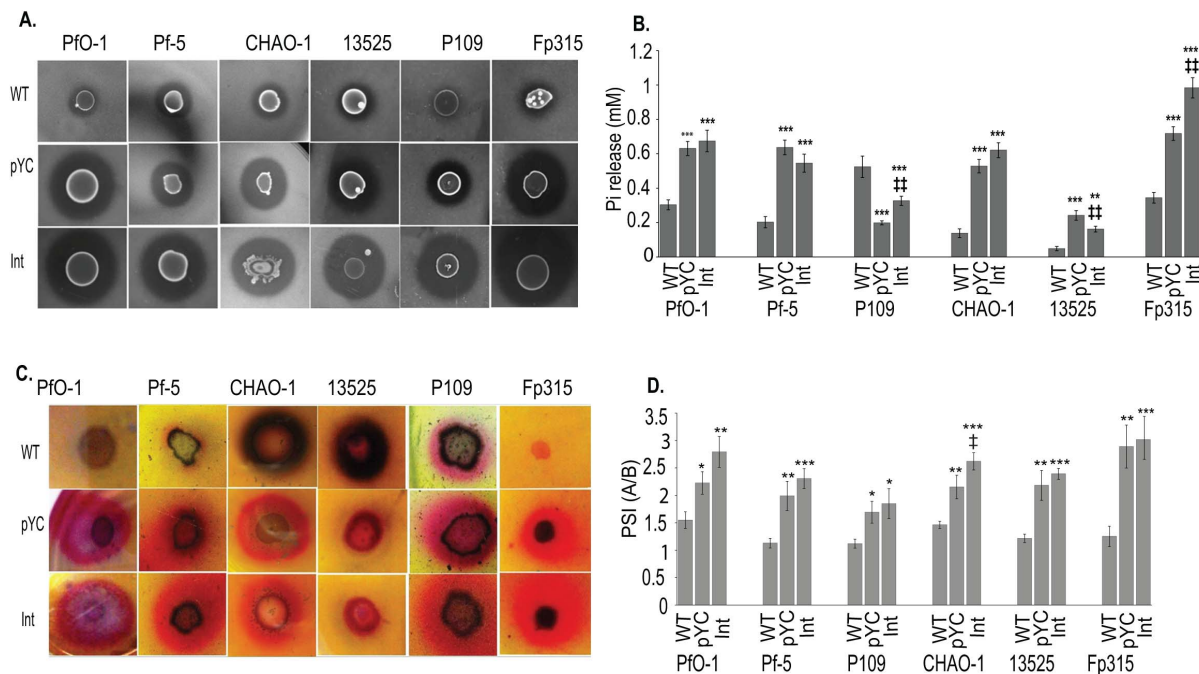 A.
PfO-1 Pf-5 CHAO-1 13525 P109 Fp315
WT
pYC
Int
B.
Pi release (mM)
1.2
1
0.8
0.6
0.4
0.2
0
*** ***
*** ***
*** ***
‡‡
*** ***
*** **
‡‡
*** ***
‡‡
WT pYC Int WT pYC Int WT pYC Int WT pYC Int WT pYC Int WT pYC Int
PfO-1 Pf-5 P109 CHAO-1 13525 Fp315
C.
PfO-1 Pf-5 CHAO-1 13525 P109 Fp315
WT
pYC
Int
D.
PSI (A/B)
3.5
3
2.5
2
1.5
1
0.5
0
* **
** ***
* *
** ***
‡
** ***
** ***
WT pYC Int WT pYC Int WT pYC Int WT pYC Int WT pYC Int WT pYC Int
PfO-1 Pf-5 P109 CHAO-1 13525 Fp315